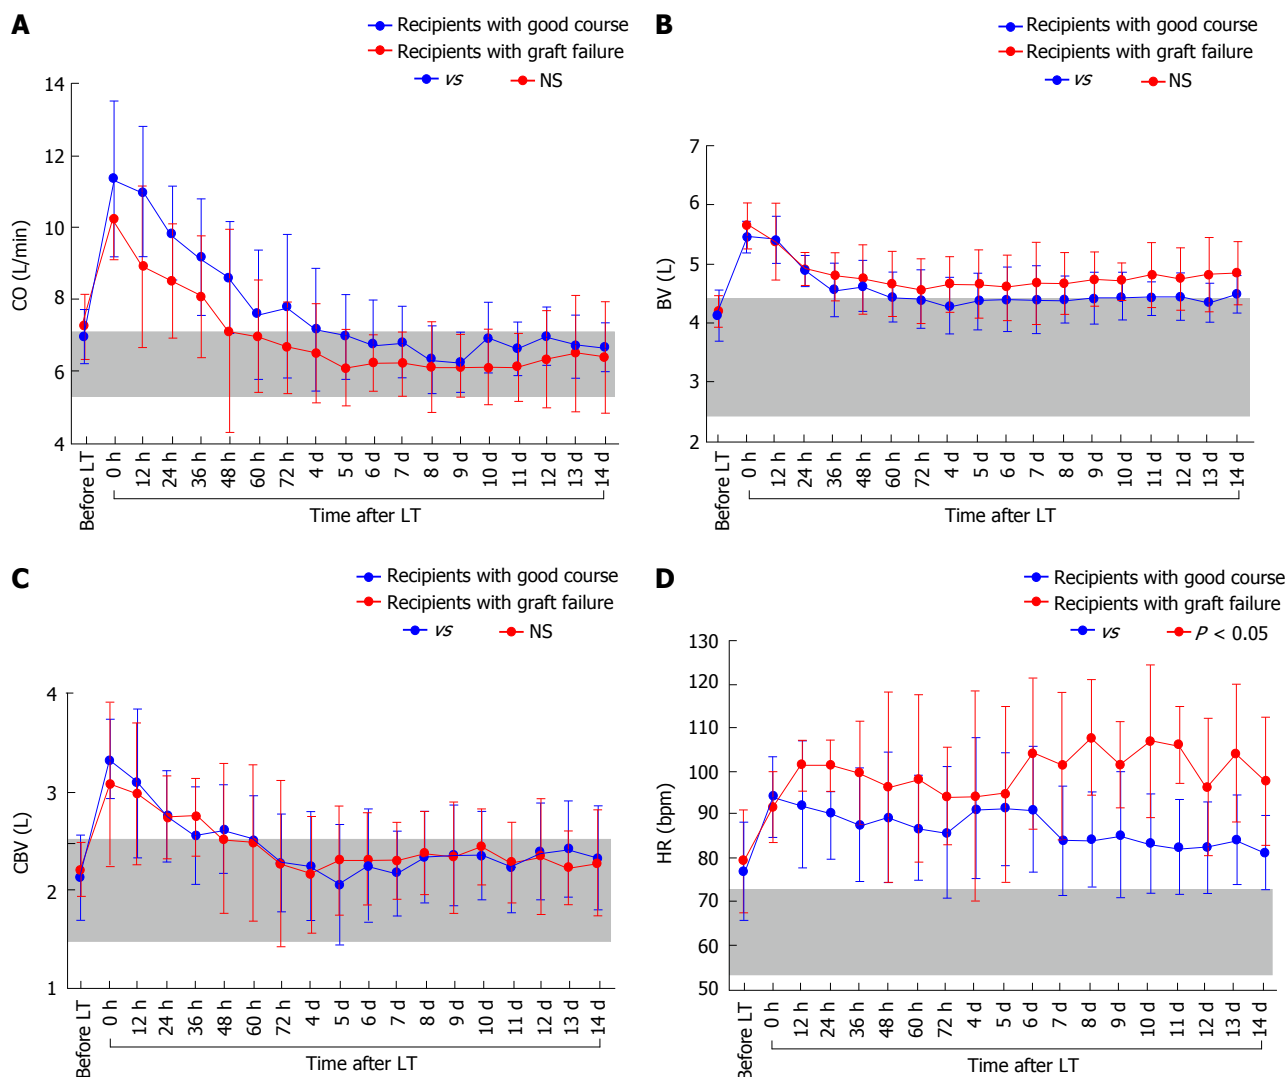 A
Recipients with good course
Recipients with graft failure
vs NS
CO (L/min)
14
12
10
8
6
4
Before LT 0 h 12 h 24 h 36 h 48 h 60 h 72 h 4 d 5 d 6 d 7 d 8 d 9 d 10 d 11 d 12 d 13 d 14 d
Time after LT
B
Recipients with good course
Recipients with graft failure
vs NS
BV (L)
7
6
5
4
3
2
Before LT 0 h 12 h 24 h 36 h 48 h 60 h 72 h 4 d 5 d 6 d 7 d 8 d 9 d 10 d 11 d 12 d 13 d 14 d
Time after LT
C
Recipients with good course
Recipients with graft failure
vs NS
CBV (L)
4
3
2
1
Before LT 0 h 12 h 24 h 36 h 48 h 60 h 72 h 4 d 5 d 6 d 7 d 8 d 9 d 10 d 11 d 12 d 13 d 14 d
Time after LT
D
Recipients with good course
Recipients with graft failure
vs P < 0.05
HR (bpm)
130
120
110
100
90
80
70
60
50
Before LT 0 h 12 h 24 h 36 h 48 h 60 h 72 h 4 d 5 d 6 d 7 d 8 d 9 d 10 d 11 d 12 d 13 d 14 d
Time after LT